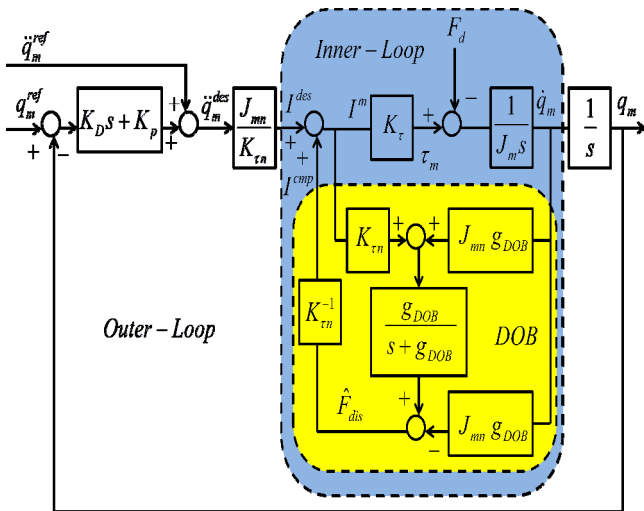 q̈_m^ref
Inner – Loop
F_d
q_m^ref
K_D s + K_p
q̈_m^des
J_mn / K_τn
I^des
I^m
K_τ
τ_m
1 / J_m s
q̇_m
1 / s
q_m
+ − + + + + + − 
I^cmp
K_τn
+ +
J_mn g_DOB
K_τn^-1
g_DOB / s + g_DOB
Outer – Loop
DOB
F̂_dis
+ −
J_mn g_DOB